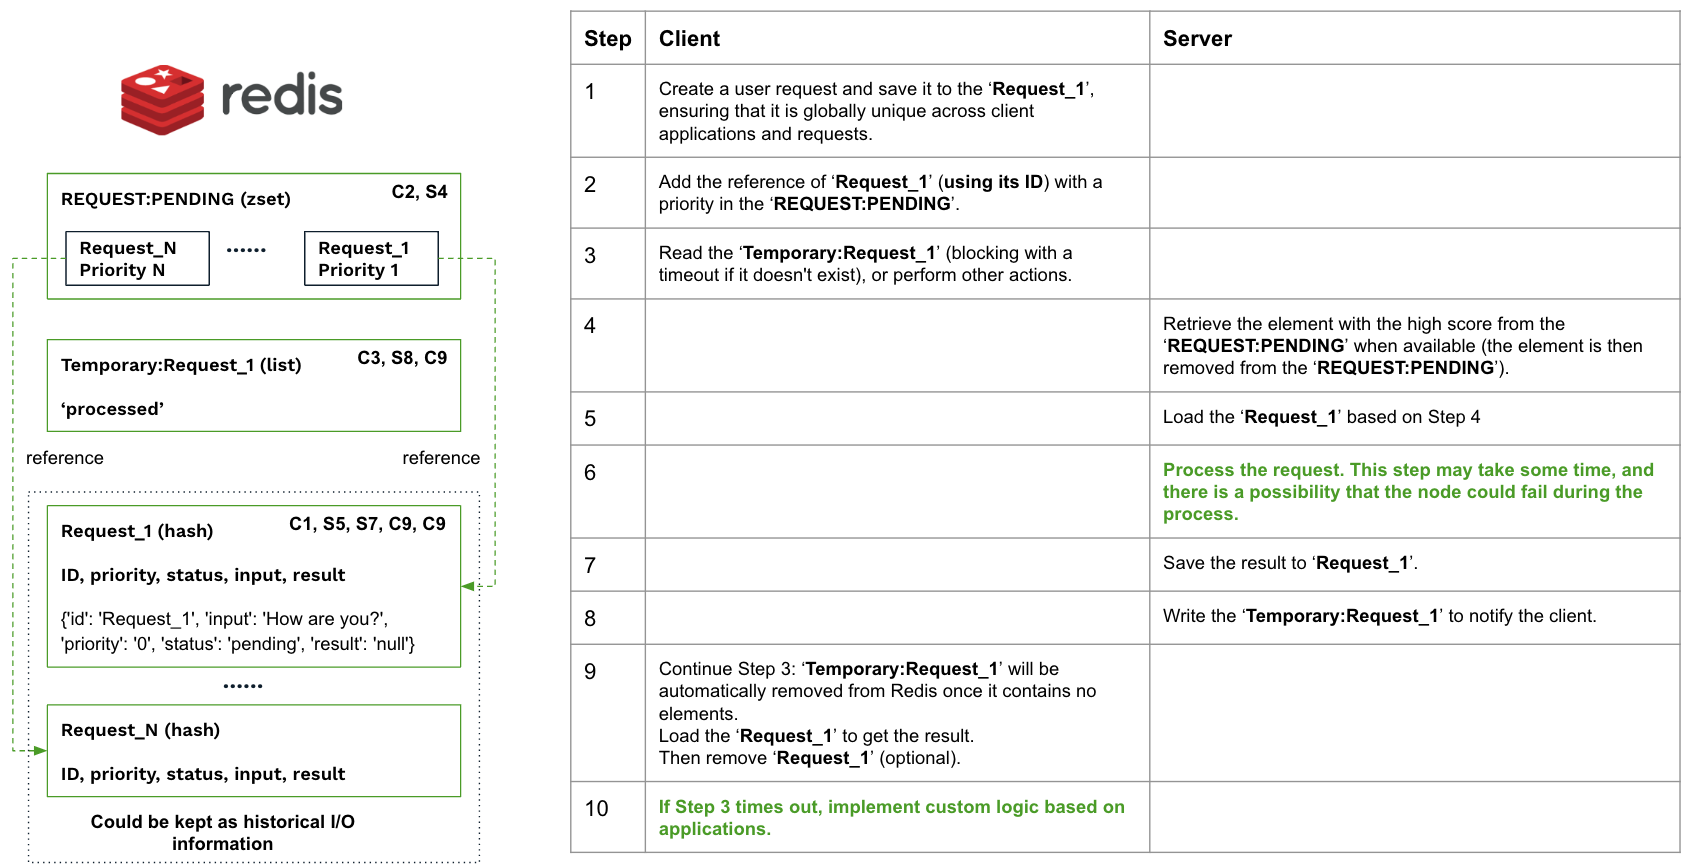 redis
REQUEST:PENDING (zset)
C2, S4
Request_N
Priority N
......
Request_1
Priority 1
Temporary:Request_1 (list)
C3, S8, C9
‘processed’
reference
reference
Request_1 (hash)
C1, S5, S7, C9, C9
ID, priority, status, input, result
{'id': 'Request_1', 'input': 'How are you?',
'priority': '0', 'status': 'pending', 'result': 'null'}
......
Request_N (hash)
ID, priority, status, input, result
Could be kept as historical I/O
information
Step
Client
Server
1
Create a user request and save it to the ‘Request_1’,
ensuring that it is globally unique across client
applications and requests.
2
Add the reference of ‘Request_1’ (using its ID) with a
priority in the ‘REQUEST:PENDING’.
3
Read the ‘Temporary:Request_1’ (blocking with a
timeout if it doesn't exist), or perform other actions.
4
Retrieve the element with the high score from the
‘REQUEST:PENDING’ when available (the element is then
removed from the ‘REQUEST:PENDING’).
5
Load the ‘Request_1’ based on Step 4
6
Process the request. This step may take some time, and
there is a possibility that the node could fail during the
process.
7
Save the result to ‘Request_1’.
8
Write the ‘Temporary:Request_1’ to notify the client.
9
Continue Step 3: ‘Temporary:Request_1’ will be
automatically removed from Redis once it contains no
elements.
Load the ‘Request_1’ to get the result.
Then remove ‘Request_1’ (optional).
10
If Step 3 times out, implement custom logic based on
applications.